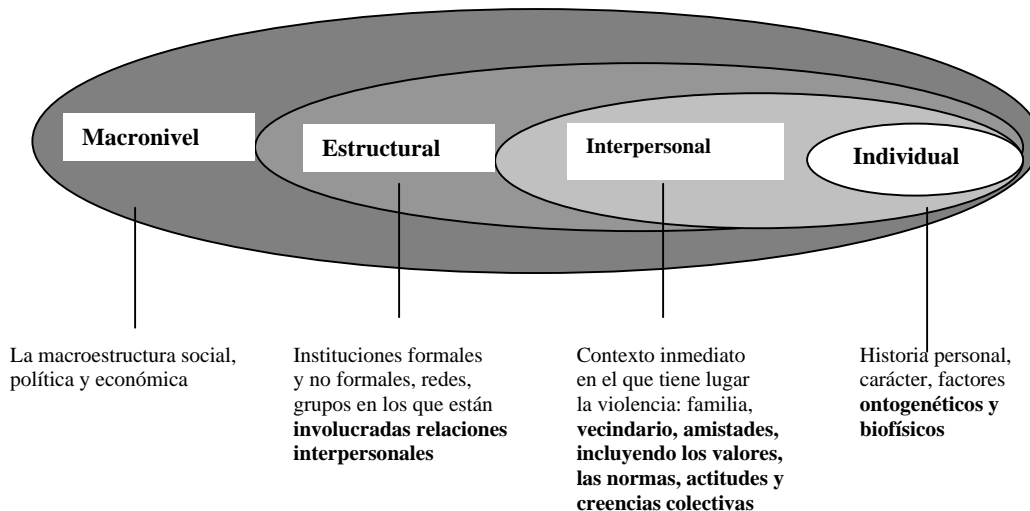 Macronivel
Estructural
Interpersonal
Individual
La macroestructura social,
política y económica
Instituciones formales
y no formales, redes,
grupos en los que están
involucradas relaciones
interpersonales
Contexto inmediato
en el que tiene lugar
la violencia: familia,
vecindario, amistades,
incluyendo los valores,
las normas, actitudes y
creencias colectivas
Historia personal,
carácter, factores
ontogenéticos y
biofísicos